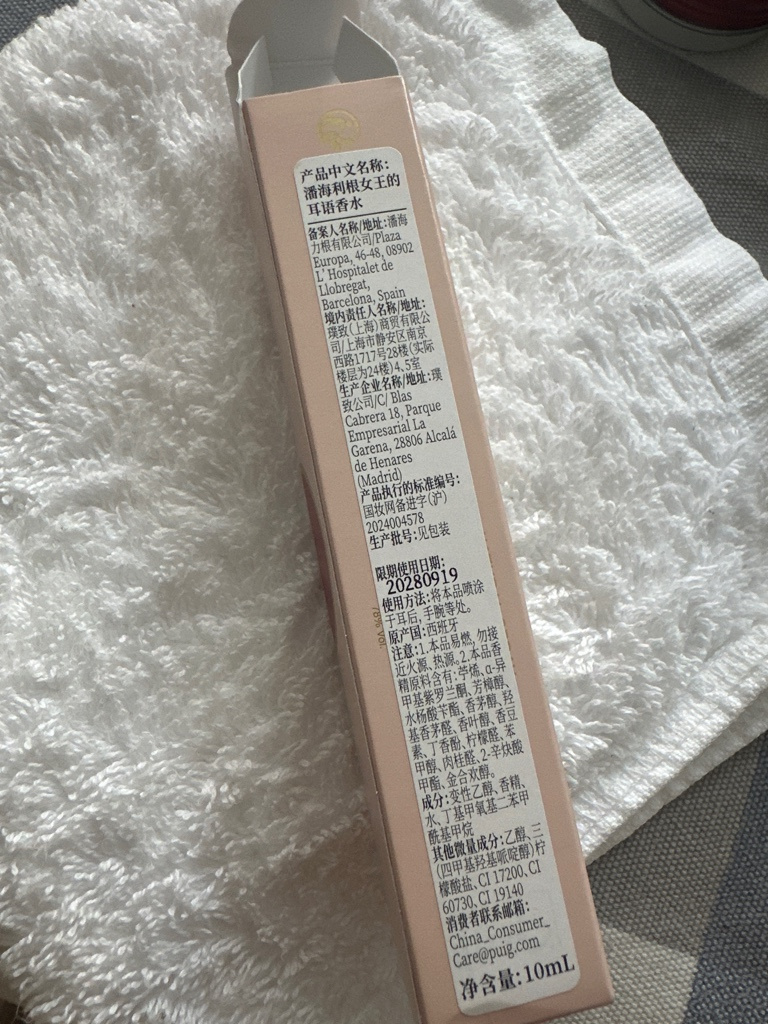 产品中文名称:
潘海利根女王的
耳语香水
备案人名称/地址:潘海
力根有限公司/Plaza
Europa, 46-48, 08902
L' Hospitalet de
Llobregat,
Barcelona, Spain
境内责任人名称/地址:
璞致(上海)商贸有限公
司/上海市静安区南京
西路1717号28楼(实际
楼层为24楼)4、5室
生产企业名称/地址:璞
致公司/C/ Blas
Cabrera 18, Parque
Empresarial La
Garena, 28806 Alcalá
de Henares
(Madrid)
产品执行的标准编号:
国妆网备进字(沪)
2024004578
生产批号:见包装
限期使用日期:
20280919
使用方法:将本品喷涂
于耳后, 手腕等处。
原产国:西班牙
注意:1.本品易燃, 勿接
近火源、热源。2.本品香
精原料含有:苧烯、α-异
甲基紫罗兰酮、芳樟醇、
水杨酸苄酯、香茅醇、羟
基香茅醛、香叶醇、香豆
素、丁香酚、柠檬醛、苯
甲醇、肉桂醛、2-辛炔酸
甲酯、金合欢醇。
成分:变性乙醇、香精、
水、丁基甲氧基二苯甲
酰基甲烷
其他微量成分:乙醇、三
(四甲基羟基哌啶醇)柠
檬酸盐、CI 17200、CI
60730、CI 19140
消费者联系邮箱:
China_Consumer_
Care@puig.com
净含量:10mL
78% Vol.